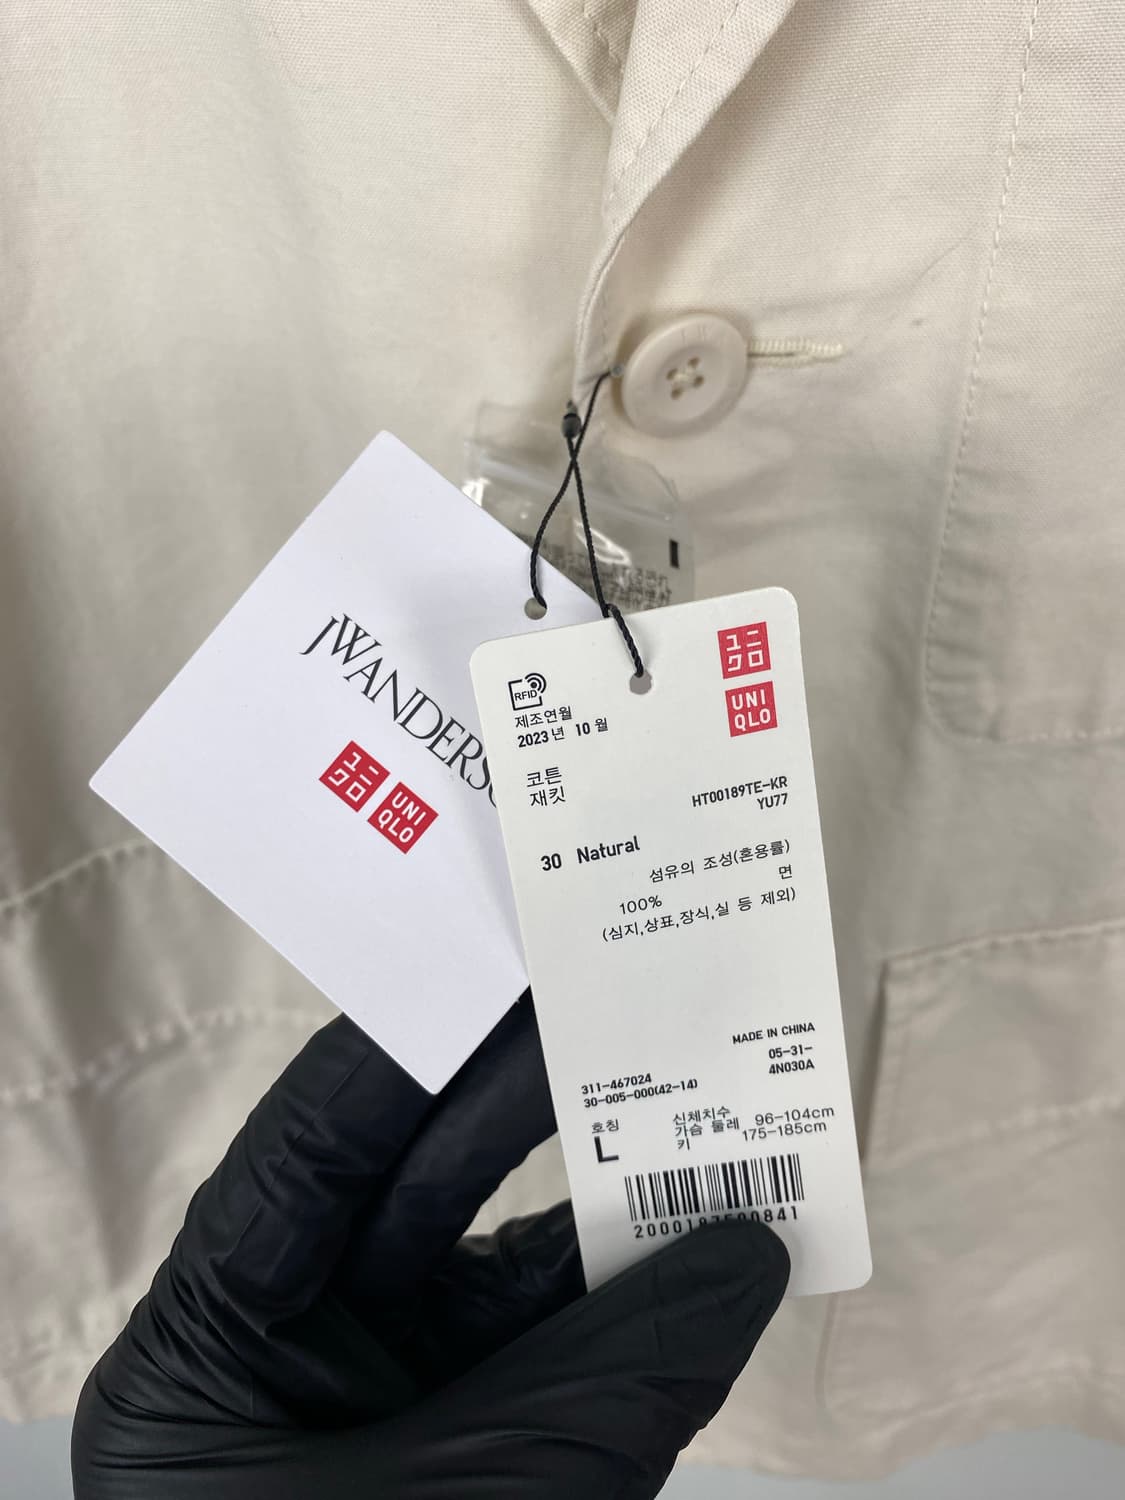 JWANDERS
ユニ
クロ
UNI
QLO
RFID
ユニ
クロ
UNI
QLO
제조연월
2023년 10월
코튼
재킷
HT00189TE-KR
YU77
30 Natural
섬유의 조성(혼용률)
면
100%
(심지,상표,장식,실 등 제외)
MADE IN CHINA
05-31-
4N030A
311-467024
30-005-000(42-14)
호칭
L
신체치수
가슴 둘레 96-104cm
키 175-185cm